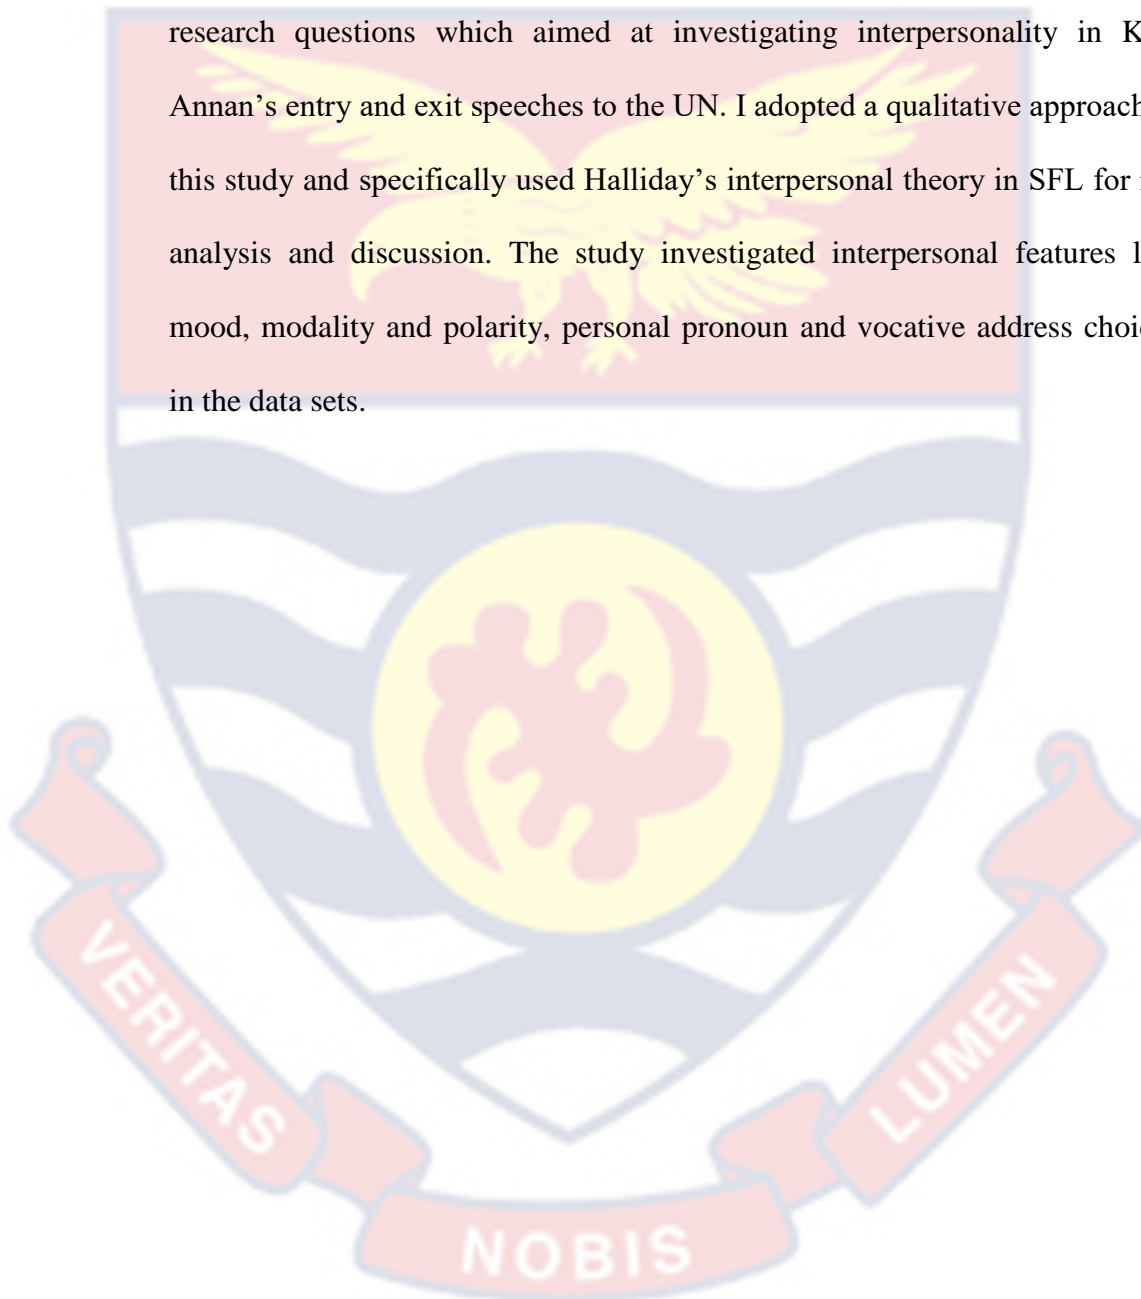 research questions which aimed at investigating interpersonality in K
Annan’s entry and exit speeches to the UN. I adopted a qualitative approach
this study and specifically used Halliday’s interpersonal theory in SFL for
analysis and discussion. The study investigated interpersonal features l
mood, modality and polarity, personal pronoun and vocative address choic
in the data sets.
VERITAS
NOBIS
LUMEN